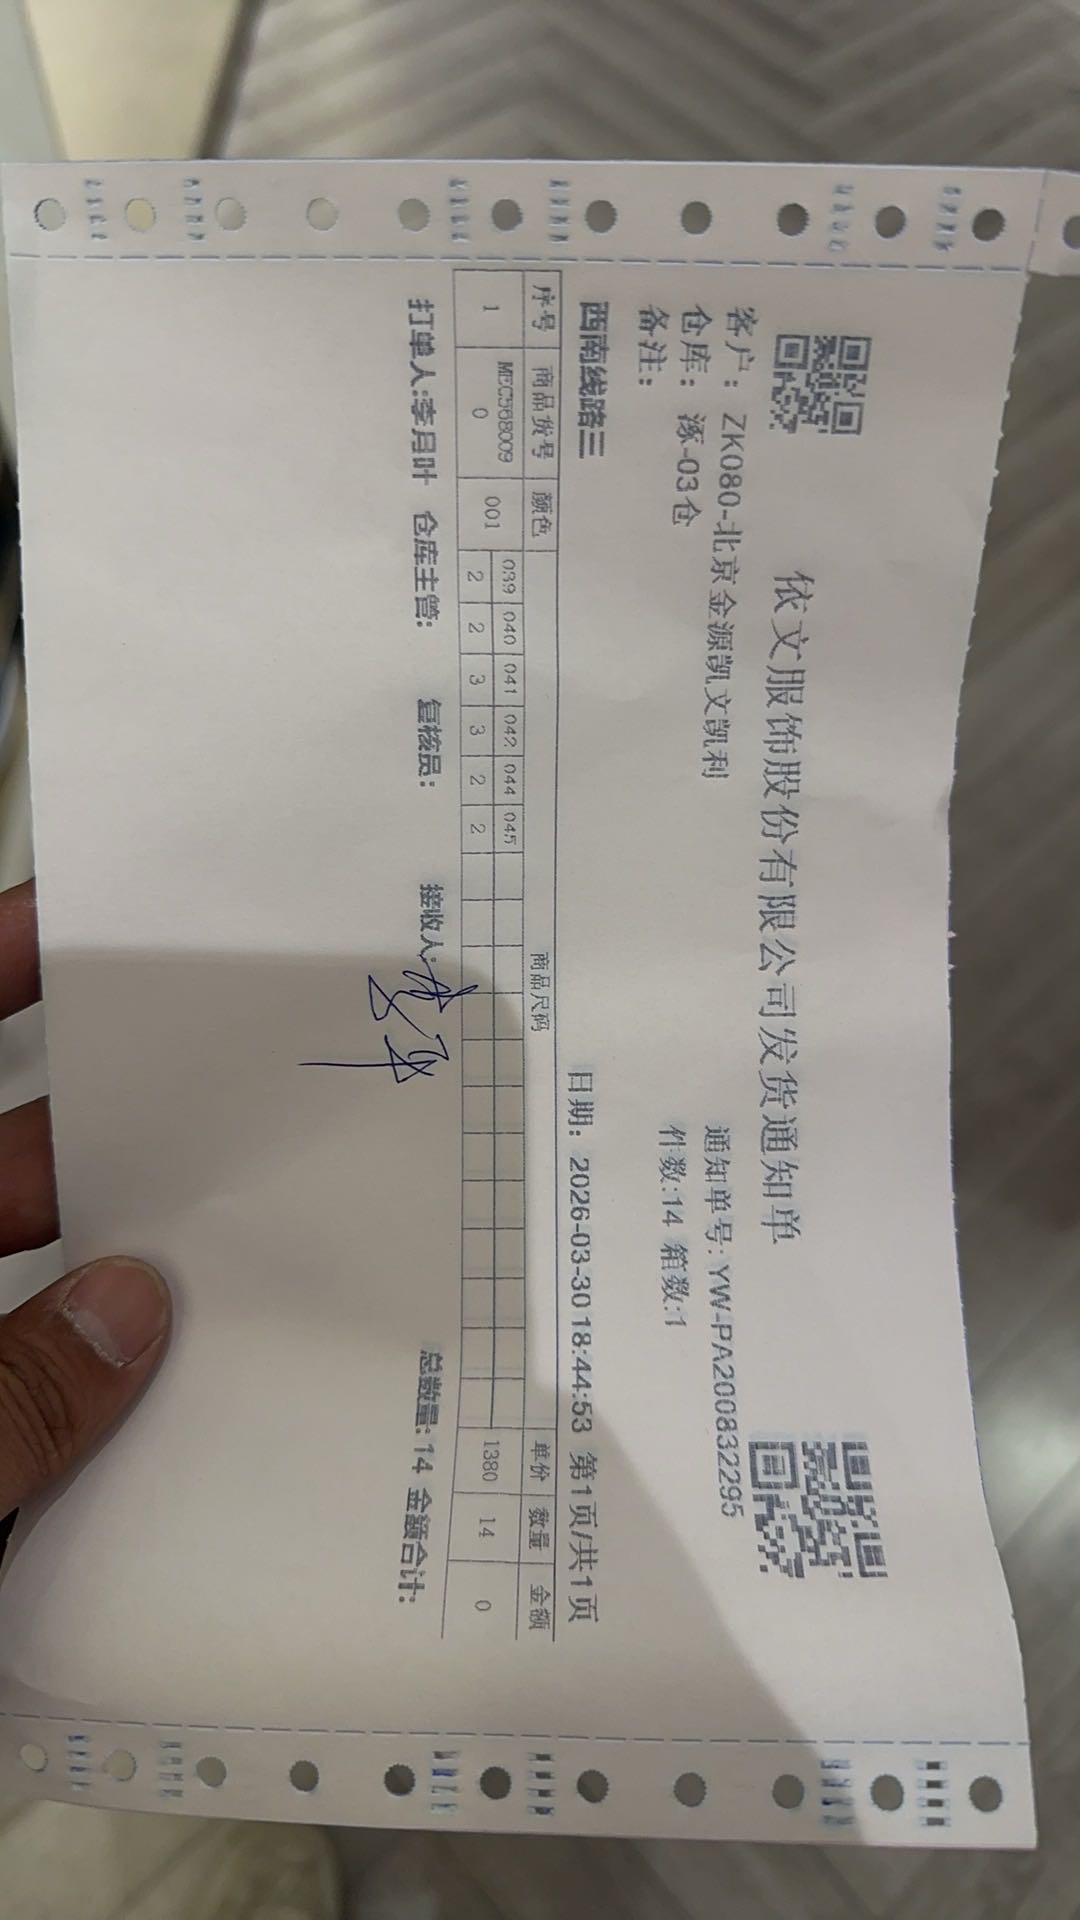 依文服饰股份有限公司发货通知单
客户: ZK080-北京金源凯文凯利 通知单号: YW-PA200832295
仓库: 涿-03仓 件数:14 箱数:1
备注:
西南线路三 日期: 2026-03-30 18:44:53 第1页/共1页
序号 商品货号 颜色 商品尺码 单价 数量 金额
039 040 041 042 044 045
1 MEC5680090 001 2 2 3 3 2 2 1380 14 0
打单人:李月叶 仓库主管: 复核员: 接收人: 总数量: 14 金额合计: